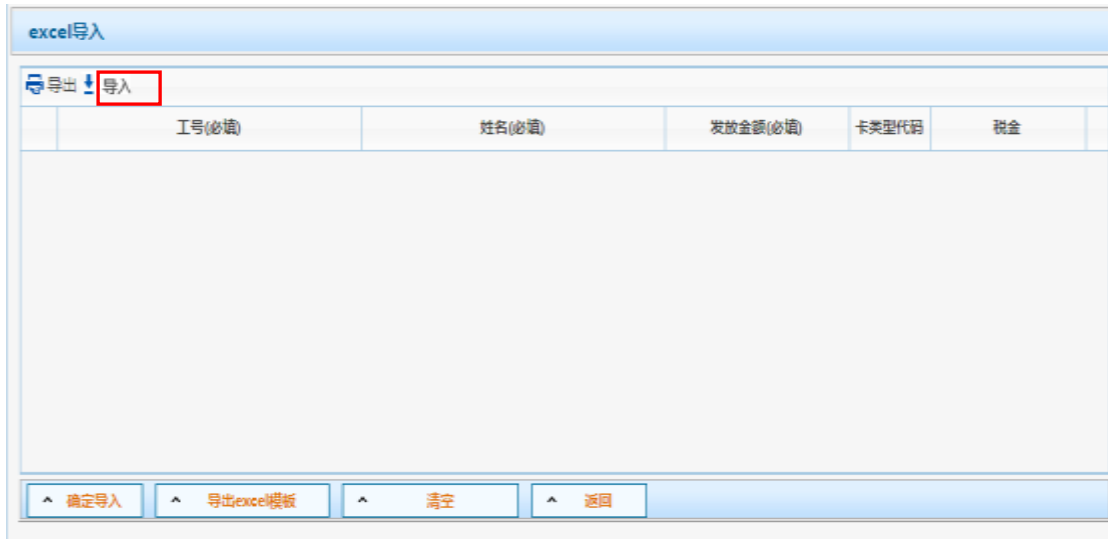 excel导入
导出 导入
工号(必填) 姓名(必填) 发放金额(必填) 卡类型代码 税金
确定导入 导出excel模板 清空 返回